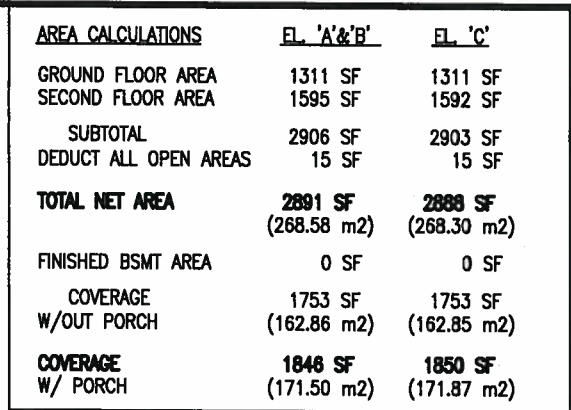 AREA CALCULATIONS EL. 'A'&'B' EL. 'C'
GROUND FLOOR AREA 1311 SF 1311 SF
SECOND FLOOR AREA 1595 SF 1592 SF
SUBTOTAL 2906 SF 2903 SF
DEDUCT ALL OPEN AREAS 15 SF 15 SF
TOTAL NET AREA 2891 SF 2888 SF
(268.58 m2) (268.30 m2)
FINISHED BSMT AREA 0 SF 0 SF
COVERAGE 1753 SF 1753 SF
W/OUT PORCH (162.86 m2) (162.85 m2)
COVERAGE 1846 SF 1850 SF
W/ PORCH (171.50 m2) (171.87 m2)